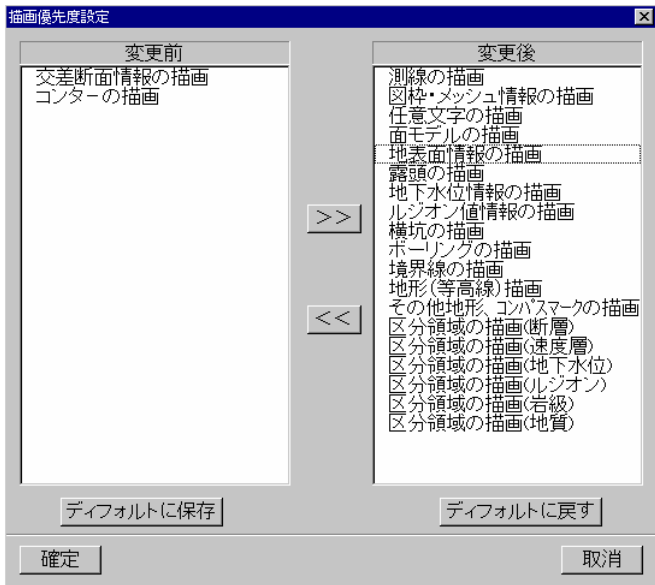 描画優先度設定
変更前
交差断面情報の描画
コンターの描画
>>
<<
変更後
測線の描画
図枠・メッシュ情報の描画
任意文字の描画
面モデルの描画
地表面情報の描画
露頭の描画
地下水位情報の描画
ルジオン値情報の描画
横坑の描画
ボーリングの描画
境界線の描画
地形(等高線)描画
その他地形、コンパスマークの描画
区分領域の描画(断層)
区分領域の描画(速度層)
区分領域の描画(地下水位)
区分領域の描画(ルジオン)
区分領域の描画(岩級)
区分領域の描画(地質)
ディフォルトに保存
ディフォルトに戻す
確定
取消